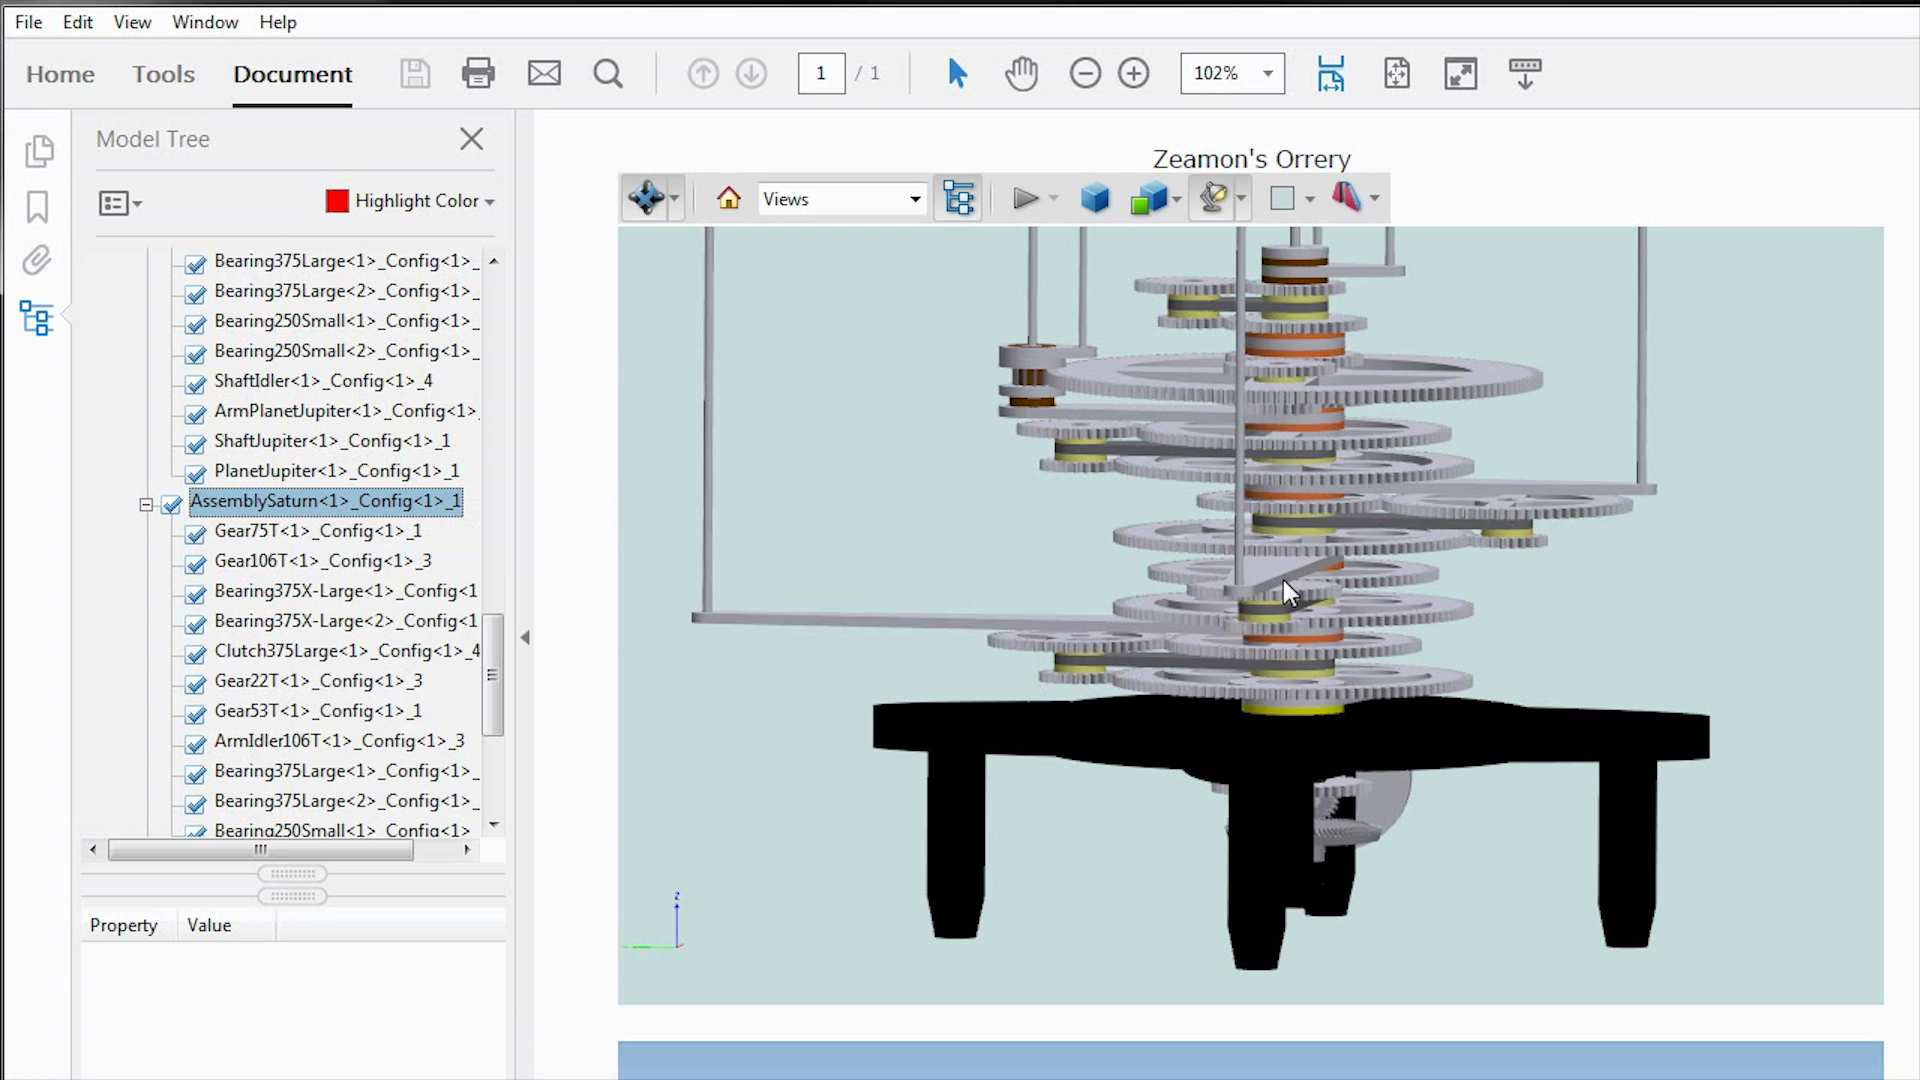 File Edit View Window Help
Home Tools Document 1 / 1 102%
Model Tree
Highlight Color
Zeamon's Orrery
Views
Bearing375Large<1>_Config<1>_
Bearing375Large<2>_Config<1>_
Bearing250Small<1>_Config<1>_
Bearing250Small<2>_Config<1>_
ShaftIdler<1>_Config<1>_4
ArmPlanetJupiter<1>_Config<1>_
ShaftJupiter<1>_Config<1>_1
PlanetJupiter<1>_Config<1>_1
AssemblySaturn<1>_Config<1>_1
Gear75T<1>_Config<1>_1
Gear106T<1>_Config<1>_3
Bearing375X-Large<1>_Config<1
Bearing375X-Large<2>_Config<1
Clutch375Large<1>_Config<1>_4
Gear22T<1>_Config<1>_3
Gear53T<1>_Config<1>_1
ArmIdler106T<1>_Config<1>_3
Bearing375Large<1>_Config<1>_
Bearing375Large<2>_Config<1>_
Bearing250Small<1>_Config<1>
Property Value
z